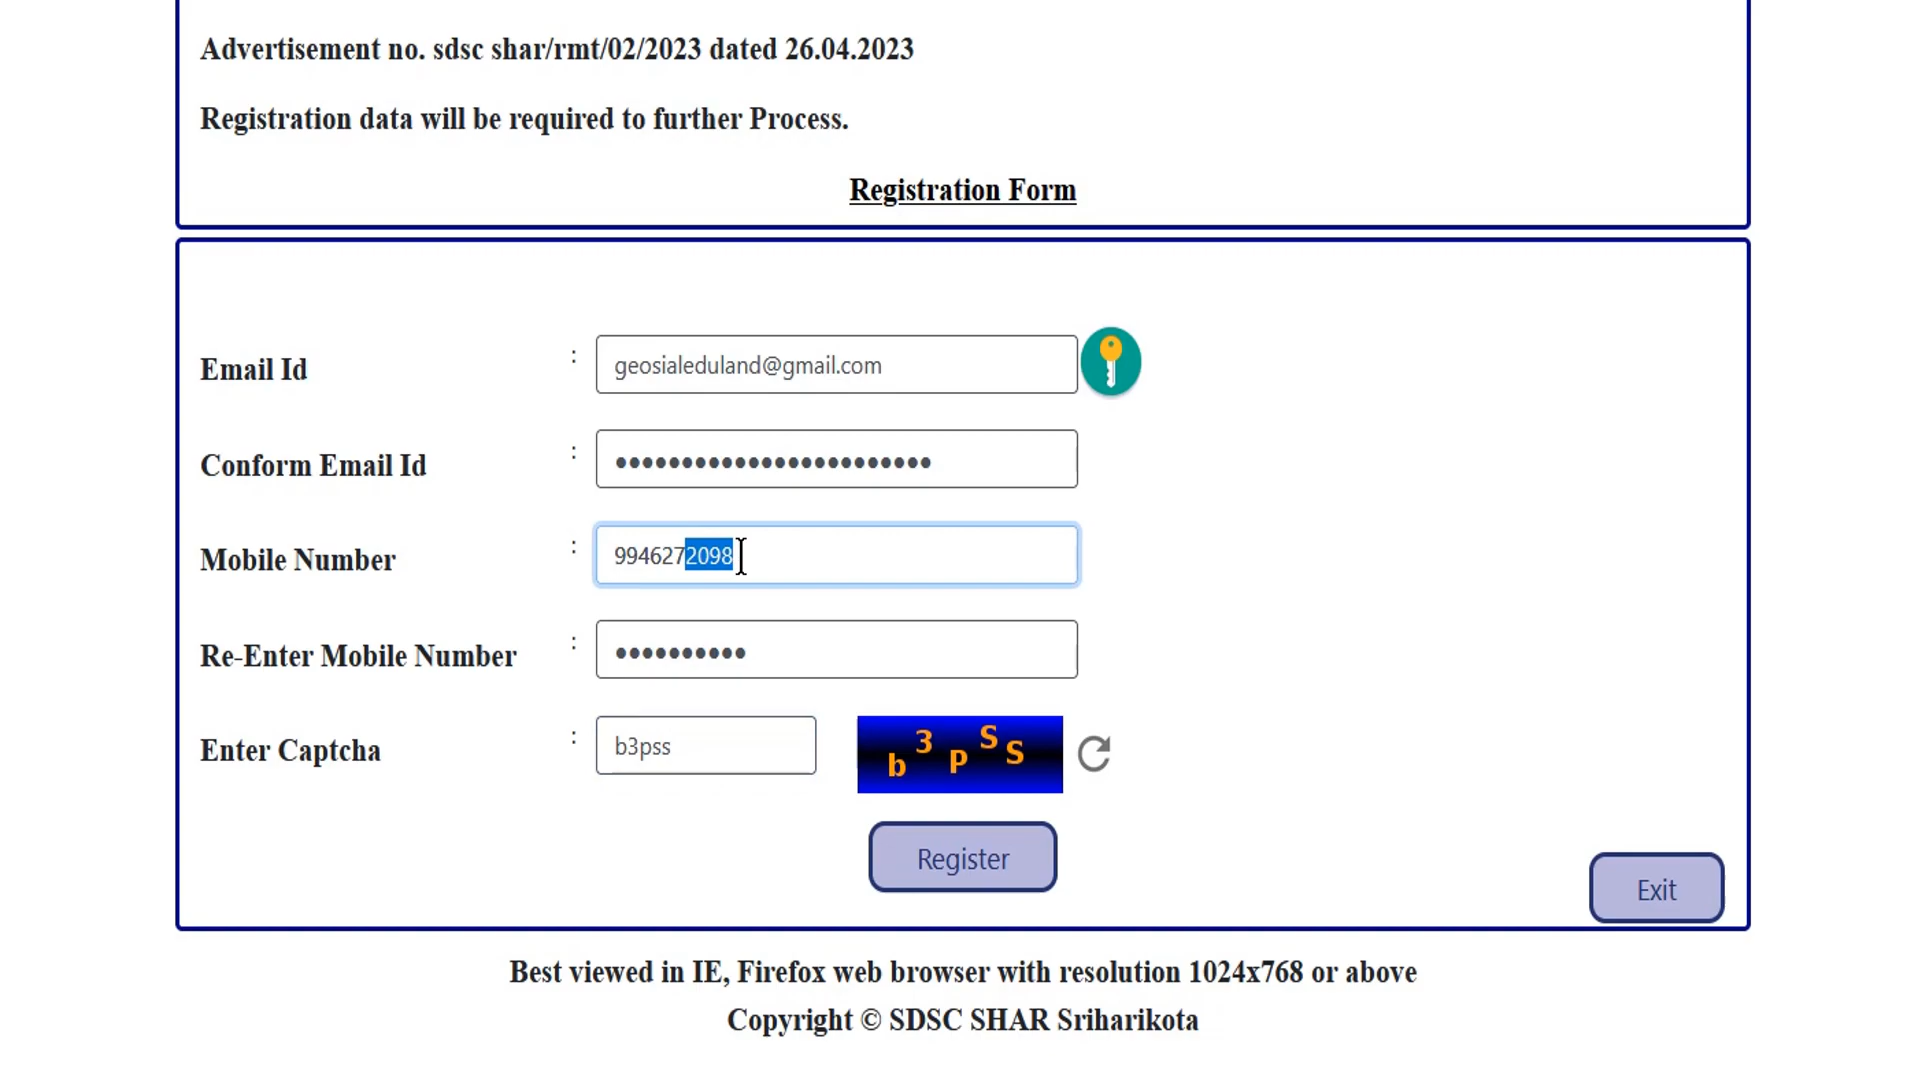 Advertisement no. sdsc shar/rmt/02/2023 dated 26.04.2023
Registration data will be required to further Process.
Registration Form
Email Id : geosialeduland@gmail.com
Conform Email Id : ••••••••••••••••••••••••
Mobile Number : 9946272098
Re-Enter Mobile Number : ••••••••••
Enter Captcha : b3pss b3pSS
Register
Exit
Best viewed in IE, Firefox web browser with resolution 1024x768 or above
Copyright © SDSC SHAR Sriharikota